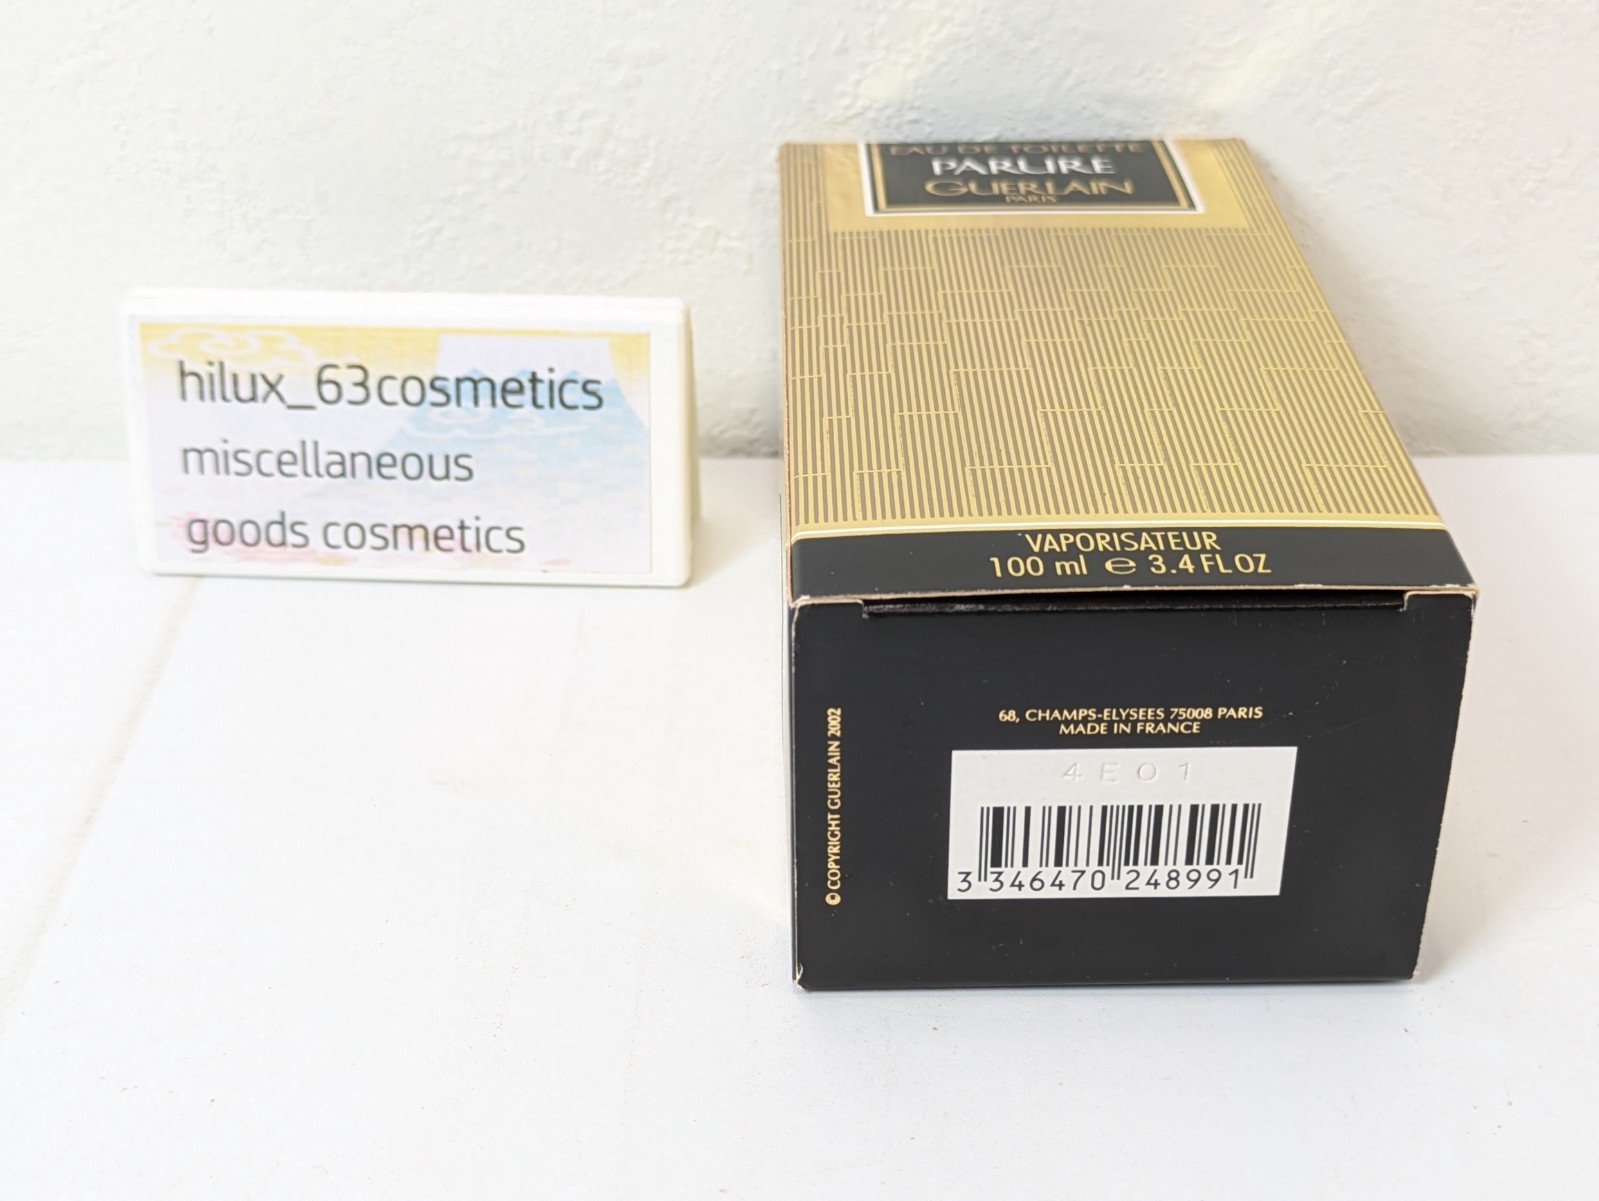 hilux_63cosmetics
miscellaneous
goods cosmetics
EAU DE TOILETTE
PARURE
GUERLAIN
PARIS
VAPORISATEUR
100 ml ℮ 3.4 FL OZ
68, CHAMPS-ELYSEES 75008 PARIS
MADE IN FRANCE
© COPYRIGHT GUERLAIN 2002
4E01
3 346470 248991